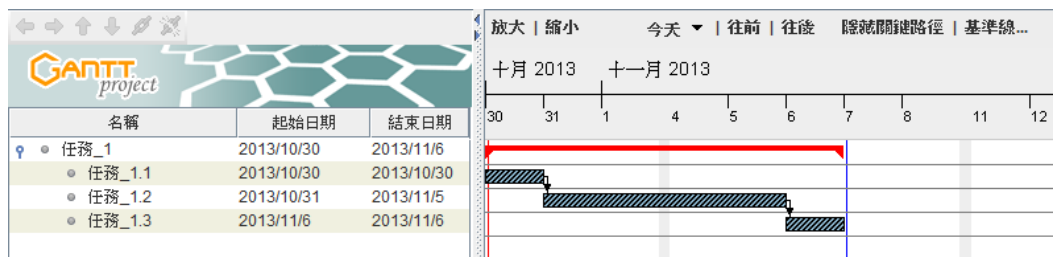 放大 | 縮小 今天 | 往前 | 往後 隱藏關鍵路徑 | 基準線...
GANTT project
十月 2013 十一月 2013
30 31 1 4 5 6 7 8 11 12
名稱 起始日期 結束日期
任務_1 2013/10/30 2013/11/6
任務_1.1 2013/10/30 2013/10/30
任務_1.2 2013/10/31 2013/11/5
任務_1.3 2013/11/6 2013/11/6